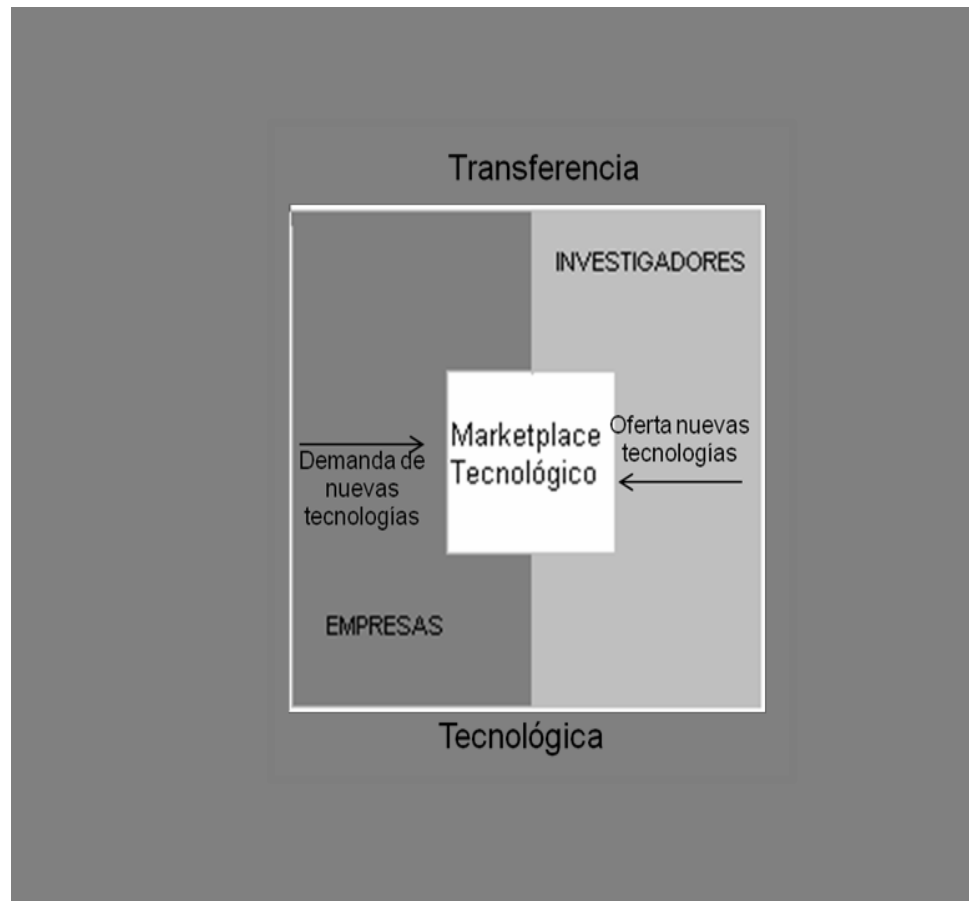 Transferencia
INVESTIGADORES
Marketplace
Tecnológico
Oferta nuevas
tecnologías
Demanda de
nuevas
tecnologías
EMPRESAS
Tecnológica